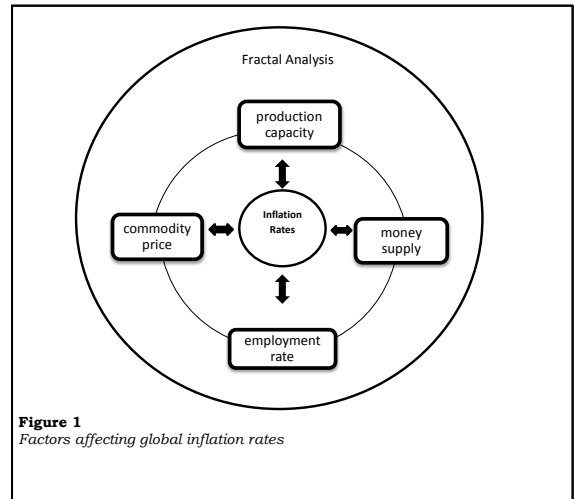 Fractal Analysis
production
capacity
commodity
price
Inflation
Rates
money
supply
employment
rate
Figure 1
Factors affecting global inflation rates